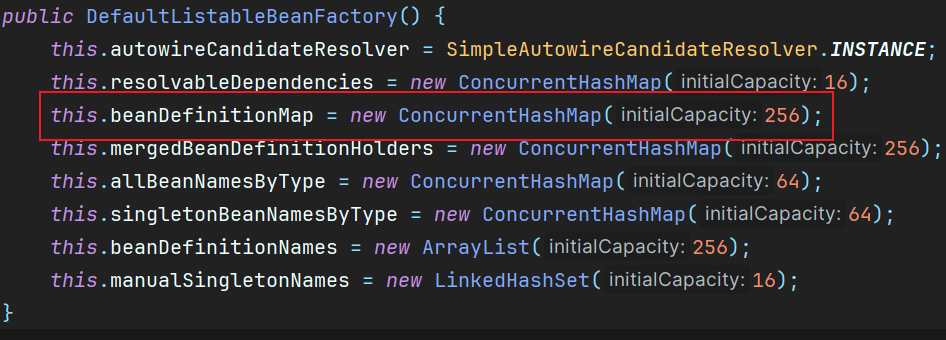 public DefaultListableBeanFactory() {
    this.autowireCandidateResolver = SimpleAutowireCandidateResolver.INSTANCE;
    this.resolvableDependencies = new ConcurrentHashMap( initialCapacity: 16);
    this.beanDefinitionMap = new ConcurrentHashMap( initialCapacity: 256);
    this.mergedBeanDefinitionHolders = new ConcurrentHashMap( initialCapacity: 256);
    this.allBeanNamesByType = new ConcurrentHashMap( initialCapacity: 64);
    this.singletonBeanNamesByType = new ConcurrentHashMap( initialCapacity: 64);
    this.beanDefinitionNames = new ArrayList( initialCapacity: 256);
    this.manualSingletonNames = new LinkedHashSet( initialCapacity: 16);
}